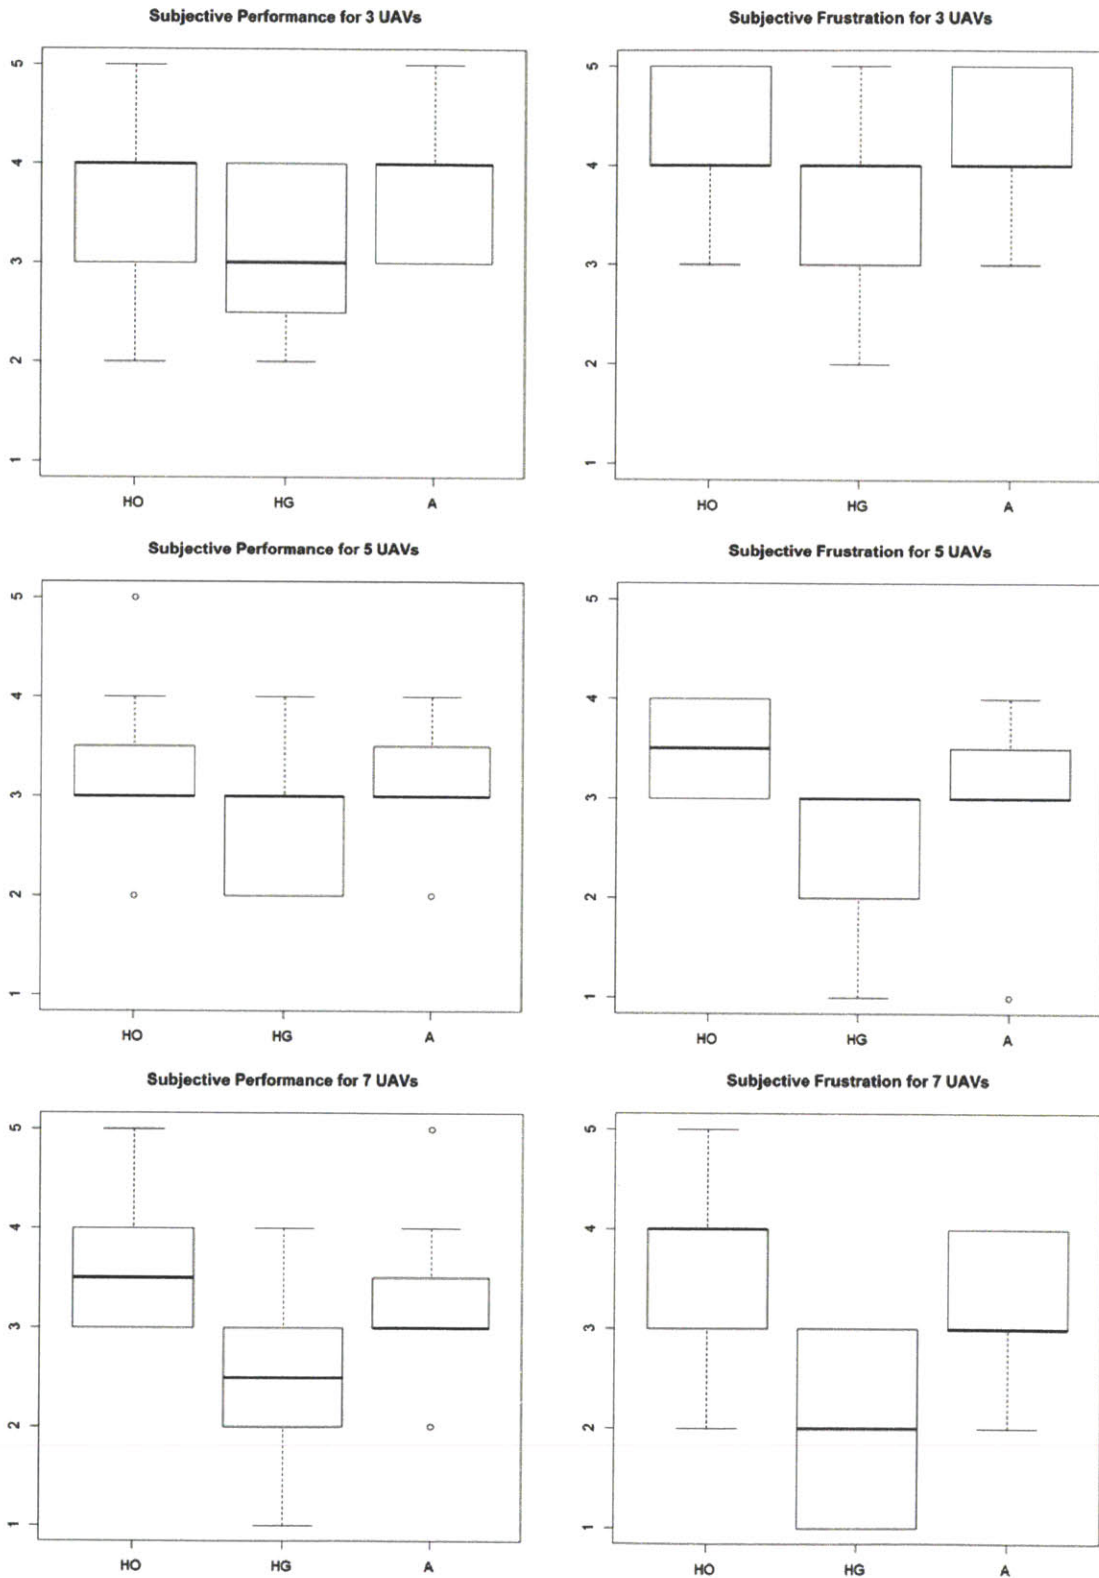 Subjective Performance for 3 UAVs
5
4
3
2
1
HO HG A
Subjective Frustration for 3 UAVs
5
4
3
2
1
HO HG A
Subjective Performance for 5 UAVs
5
4
3
2
1
HO HG A
Subjective Frustration for 5 UAVs
5
4
3
2
1
HO HG A
Subjective Performance for 7 UAVs
5
4
3
2
1
HO HG A
Subjective Frustration for 7 UAVs
5
4
3
2
1
HO HG A